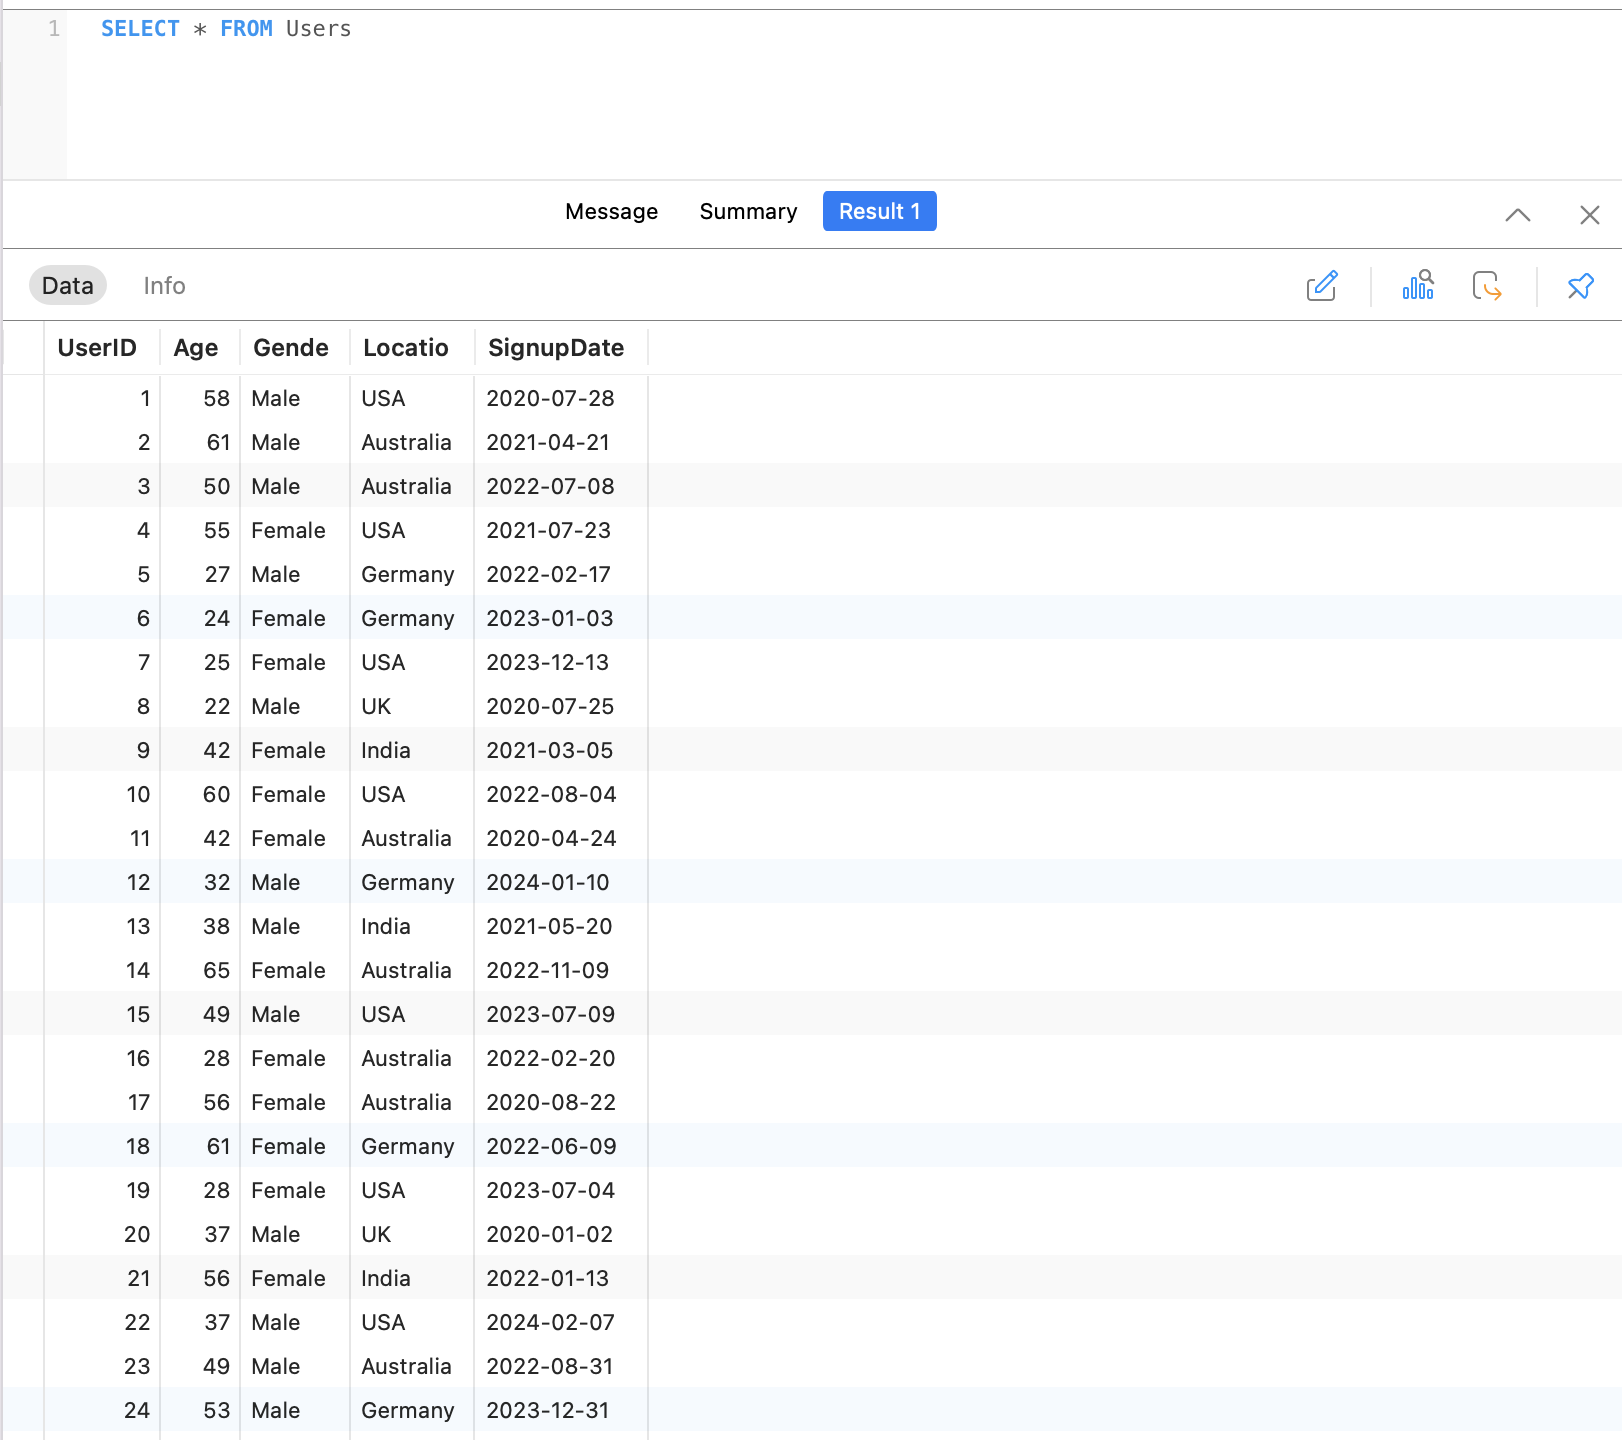 1 SELECT * FROM Users
Message Summary Result 1
Data Info
UserID Age Gende Locatio SignupDate
1 58 Male USA 2020-07-28
2 61 Male Australia 2021-04-21
3 50 Male Australia 2022-07-08
4 55 Female USA 2021-07-23
5 27 Male Germany 2022-02-17
6 24 Female Germany 2023-01-03
7 25 Female USA 2023-12-13
8 22 Male UK 2020-07-25
9 42 Female India 2021-03-05
10 60 Female USA 2022-08-04
11 42 Female Australia 2020-04-24
12 32 Male Germany 2024-01-10
13 38 Male India 2021-05-20
14 65 Female Australia 2022-11-09
15 49 Male USA 2023-07-09
16 28 Female Australia 2022-02-20
17 56 Female Australia 2020-08-22
18 61 Female Germany 2022-06-09
19 28 Female USA 2023-07-04
20 37 Male UK 2020-01-02
21 56 Female India 2022-01-13
22 37 Male USA 2024-02-07
23 49 Male Australia 2022-08-31
24 53 Male Germany 2023-12-31